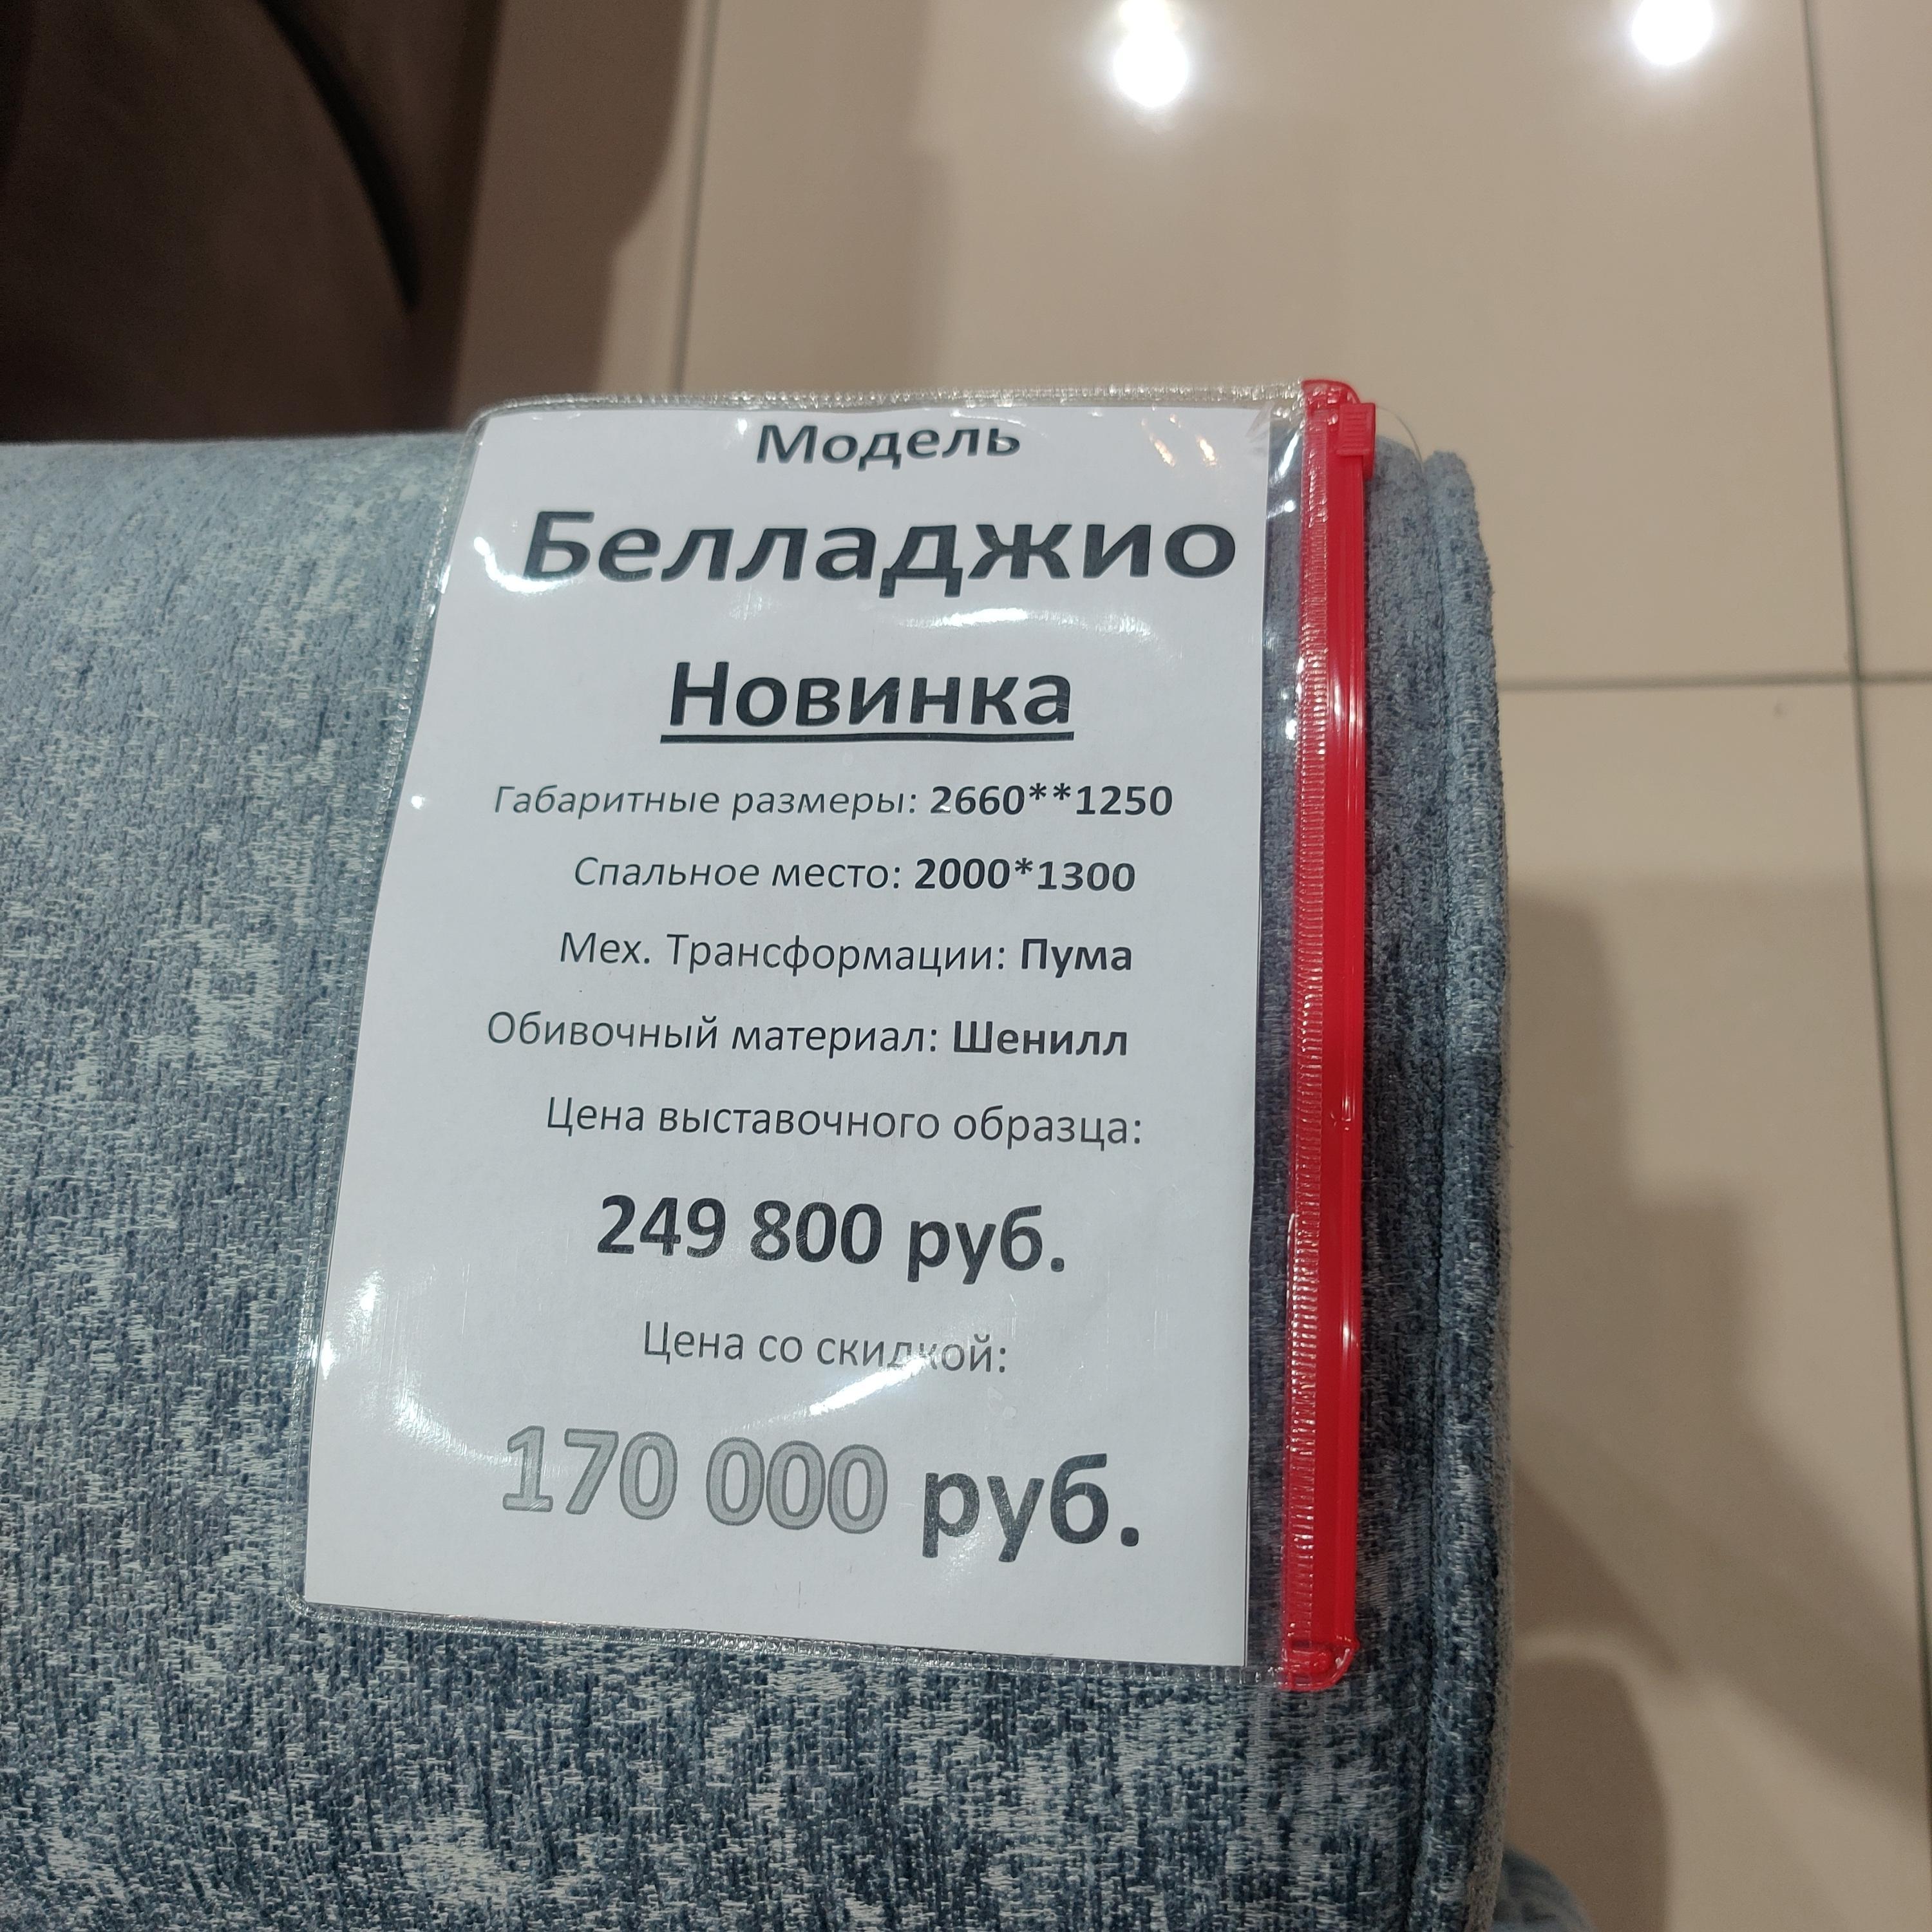 Модель
Белладжио
Новинка
Габаритные размеры: 2660**1250
Спальное место: 2000*1300
Мех. Трансформации: Пума
Обивочный материал: Шенилл
Цена выставочного образца:
249 800 руб.
Цена со скидкой:
170 000 руб.